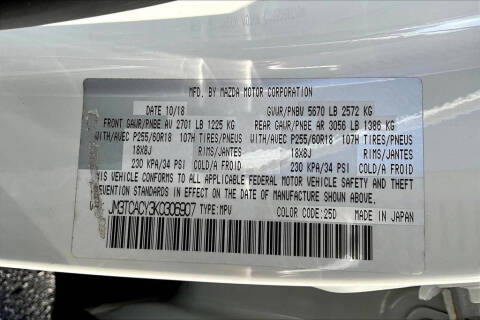 MFD. BY MAZDA MOTOR CORPORATION
DATE 10/18 GVWR/PNBV 5670 LB 2572 KG
FRONT GAWR/PNBE AV 2701 LB 1225 KG REAR GAWR/PNBE AR 3056 LB 1386 KG
WITH/AVEC P255/60R18 107H TIRES/PNEUS WITH/AVEC P255/60R18 107H TIRES/PNEUS
18X8J RIMS/JANTES 18X8J RIMS/JANTES
230 KPA/34 PSI COLD/A FROID 230 KPA/34 PSI COLD/A FROID
THIS VEHICLE CONFORMS TO ALL APPLICABLE FEDERAL MOTOR VEHICLE SAFETY AND THEFT
PREVENTION STANDARDS IN EFFECT ON THE DATE OF MANUFACTURE SHOWN ABOVE.
JM3TCACY3K0306907 TYPE:MPV COLOR CODE:25D MADE IN JAPAN